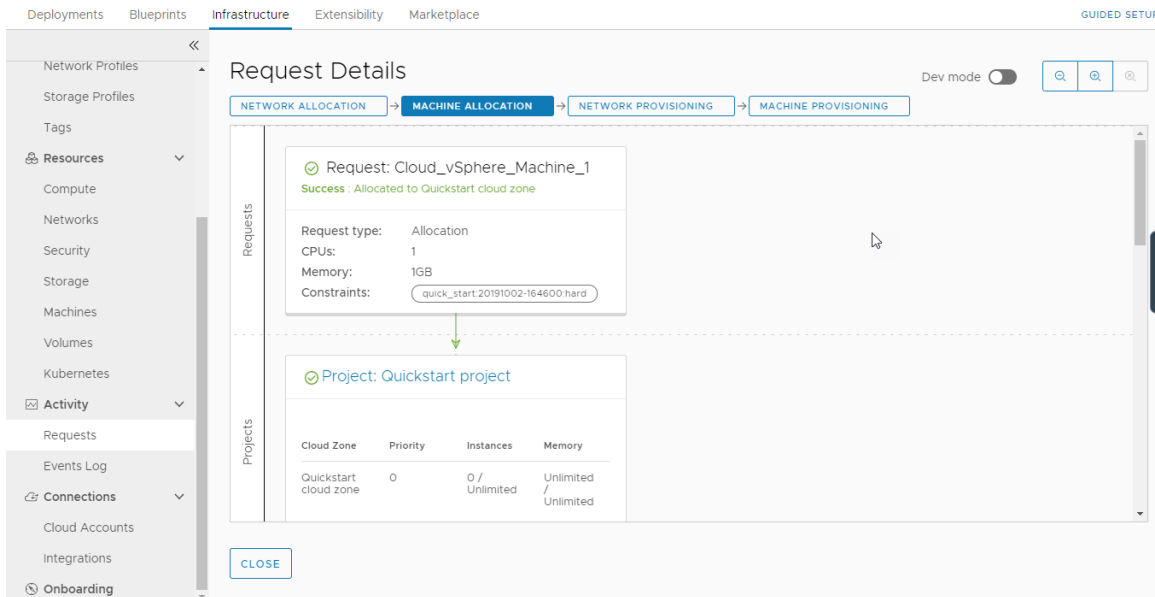 Deployments Blueprints Infrastructure Extensibility Marketplace GUIDED SETUP
Network Profiles
Storage Profiles
Tags
Resources
Compute
Networks
Security
Storage
Machines
Volumes
Kubernetes
Activity
Requests
Events Log
Connections
Cloud Accounts
Integrations
Onboarding
Request Details
Dev mode
NETWORK ALLOCATION
MACHINE ALLOCATION
NETWORK PROVISIONING
MACHINE PROVISIONING
Requests
Request: Cloud_vSphere_Machine_1
Success : Allocated to Quickstart cloud zone
Request type: Allocation
CPUs: 1
Memory: 1GB
Constraints: quick_start:20191002-164600:hard
Projects
Project: Quickstart project
Cloud Zone Priority Instances Memory
Quickstart 0 0 / Unlimited
cloud zone Unlimited /
Unlimited
CLOSE